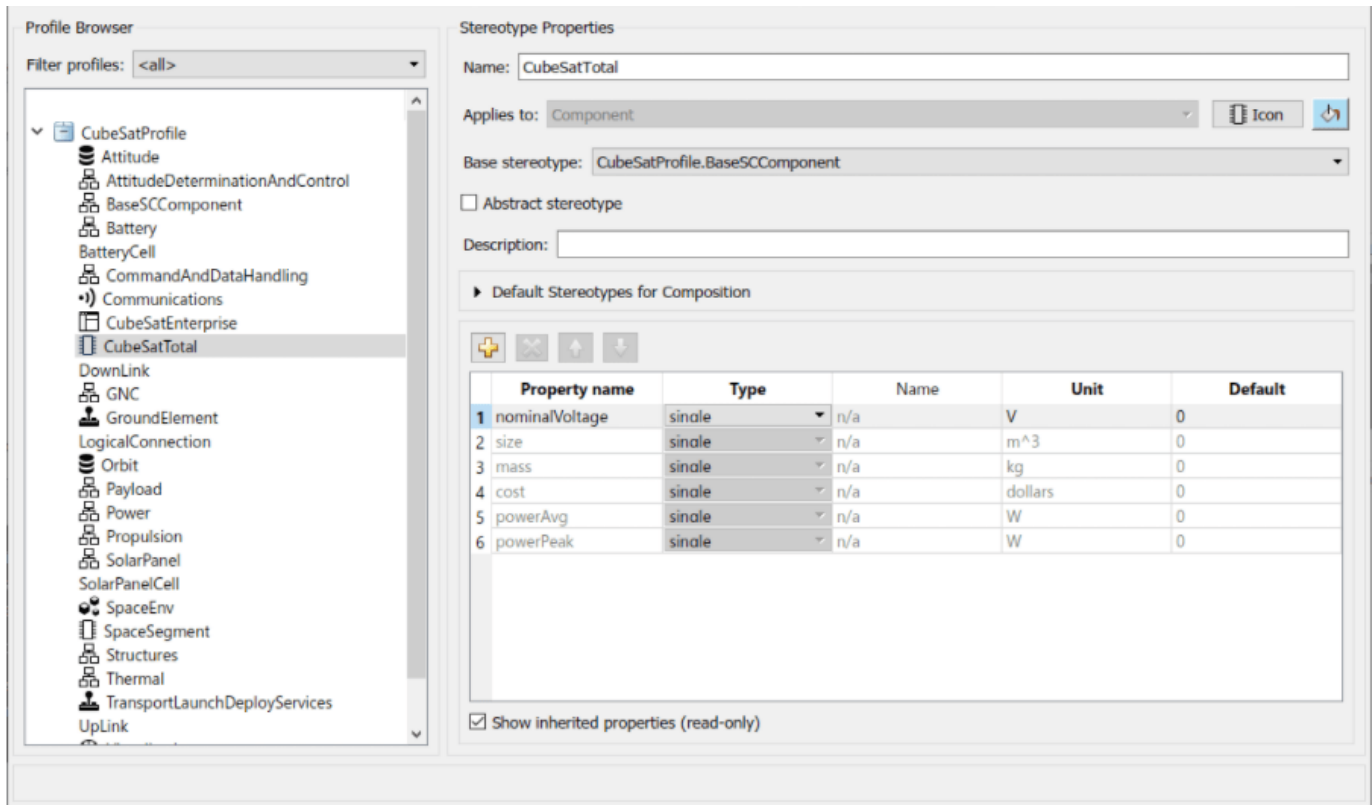 Profile Browser
Filter profiles: <all>
CubeSatProfile
Attitude
AttitudeDeterminationAndControl
BaseSCComponent
Battery
BatteryCell
CommandAndDataHandling
Communications
CubeSatEnterprise
CubeSatTotal
DownLink
GNC
GroundElement
LogicalConnection
Orbit
Payload
Power
Propulsion
SolarPanel
SolarPanelCell
SpaceEnv
SpaceSegment
Structures
Thermal
TransportLaunchDeployServices
UpLink
Stereotype Properties
Name: CubeSatTotal
Applies to: Component Icon
Base stereotype: CubeSatProfile.BaseSCComponent
Abstract stereotype
Description:
Default Stereotypes for Composition
Property name Type Name Unit Default
1 nominalVoltage single n/a V 0
2 size single n/a m^3 0
3 mass single n/a kg 0
4 cost single n/a dollars 0
5 powerAvg single n/a W 0
6 powerPeak single n/a W 0
Show inherited properties (read-only)